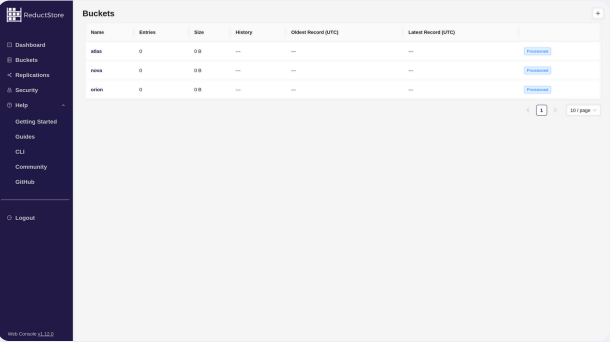 ReductStore
Dashboard
Buckets
Replications
Security
Help
Getting Started
Guides
CLI
Community
GitHub
Logout
Web Console v1.12.0
Buckets
+
Name Entries Size History Oldest Record (UTC) Latest Record (UTC)
atlas 0 0 B --- --- --- Provisioned
nova 0 0 B --- --- --- Provisioned
orion 0 0 B --- --- --- Provisioned
< 1 > 10 / page